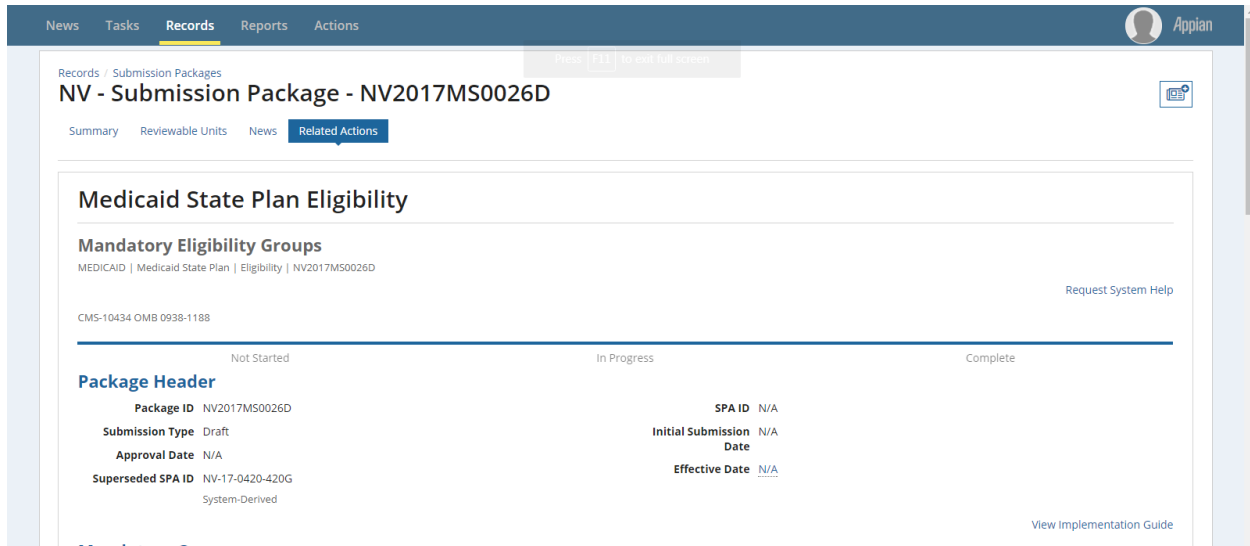 News Tasks Records Reports Actions Appian
Press F11 to exit full screen
Records / Submission Packages
NV - Submission Package - NV2017MS0026D
Summary Reviewable Units News Related Actions
Medicaid State Plan Eligibility
Mandatory Eligibility Groups
MEDICAID | Medicaid State Plan | Eligibility | NV2017MS0026D
Request System Help
CMS-10434 OMB 0938-1188
Not Started In Progress Complete
Package Header
Package ID NV2017MS0026D SPA ID N/A
Submission Type Draft Initial Submission Date N/A
Approval Date N/A
Superseded SPA ID NV-17-0420-420G Effective Date N/A
System-Derived
View Implementation Guide